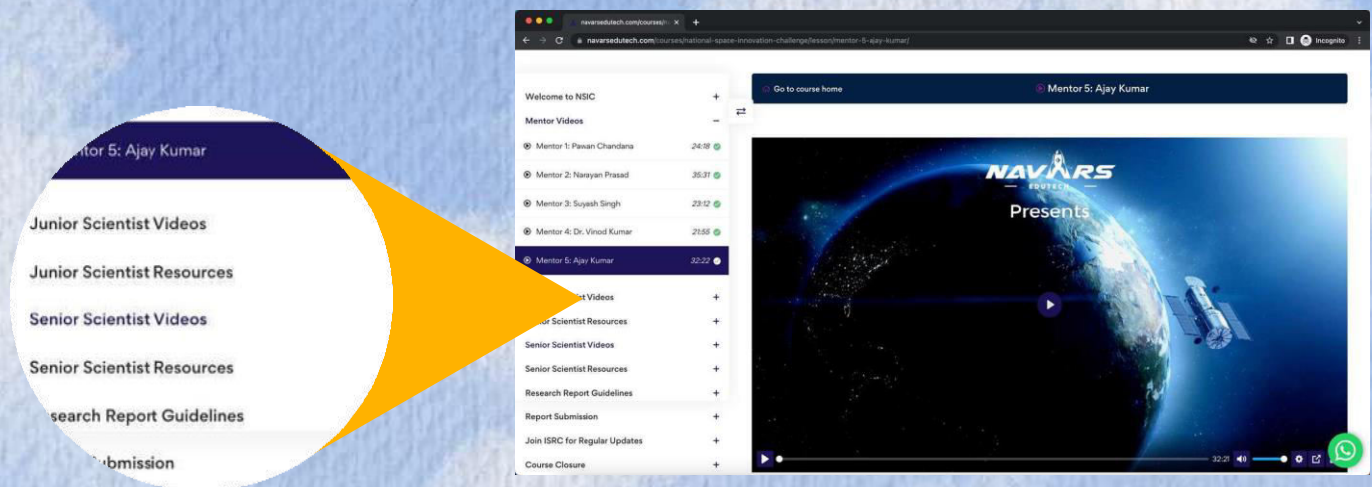 navarsedutech.com/courses/n
navarsedutech.com/courses/national-space-innovation-challenge/lesson/mentor-5-ajay-kumar/
Incognito
Welcome to NSIC +
Mentor Videos –
Mentor 1: Pawan Chandana 24:18
Mentor 2: Narayan Prasad 35:31
Mentor 3: Suyash Singh 23:12
Mentor 4: Dr. Vinod Kumar 21:55
Mentor 5: Ajay Kumar 32:22
Videos +
Scientist Resources +
Senior Scientist Videos +
Senior Scientist Resources +
Research Report Guidelines +
Report Submission +
Join ISRC for Regular Updates +
Course Closure +
Go to course home
Mentor 5: Ajay Kumar
NAVARS
EDUTECH
Presents
32:21
5: Ajay Kumar
Junior Scientist Videos
Junior Scientist Resources
Senior Scientist Videos
Senior Scientist Resources
search Report Guidelines
bmission